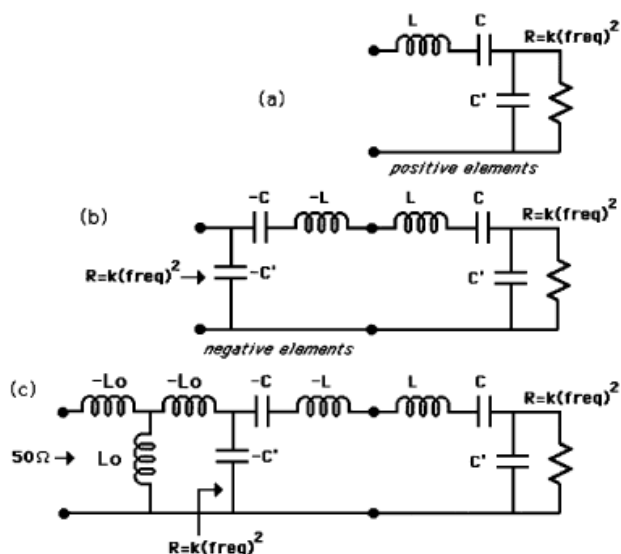 L C R=k(freq)²
(a)
C'
positive elements
-C -L L C R=k(freq)²
(b)
R=k(freq)² -C' C'
negative elements
-Lo -Lo -C -L L C R=k(freq)²
(c)
50Ω Lo -C' C'
R=k(freq)²